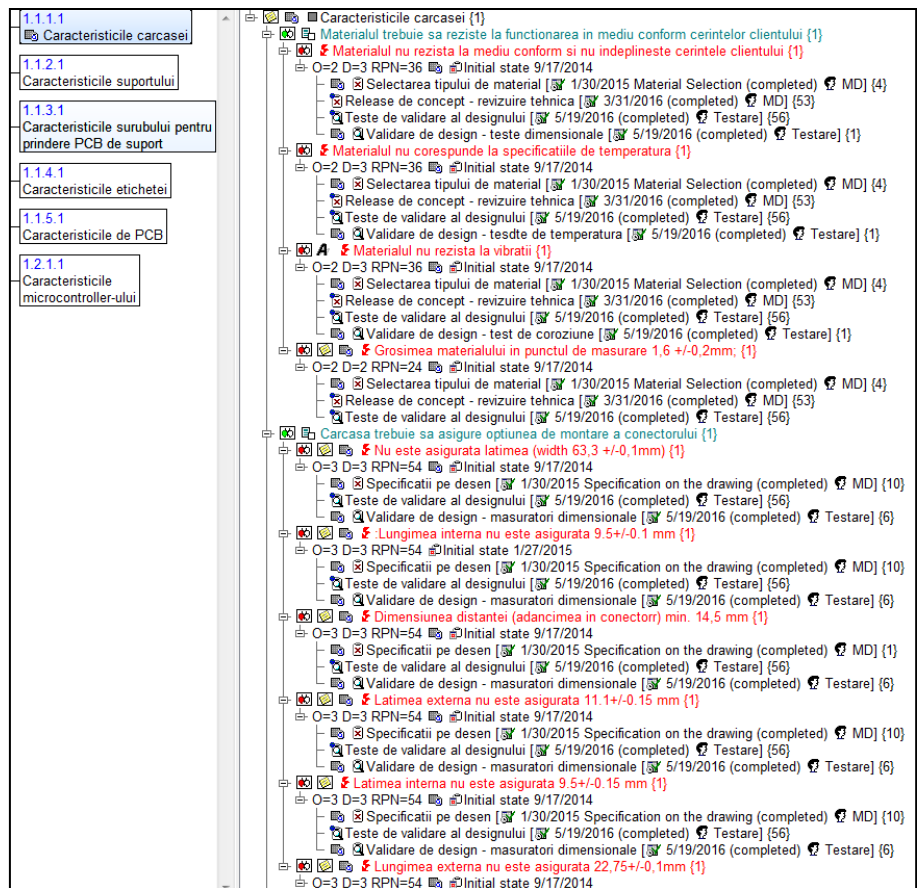 1.1.1.1
Caracteristicile carcasei
1.1.2.1
Caracteristicile suportului
1.1.3.1
Caracteristicile surubului pentru
prindere PCB de suport
1.1.4.1
Caracteristicile etichetei
1.1.5.1
Caracteristicile de PCB
1.2.1.1
Caracteristicile
microcontroller-ului
Caracteristicile carcasei {1}
Materialul trebuie sa reziste la functionarea in mediu conform cerintelor clientului {1}
Materialul nu rezista la mediu conform si nu indeplineste cerintele clientului {1}
O=2 D=3 RPN=36 Initial state 9/17/2014
Selectarea tipului de material [ 1/30/2015 Material Selection (completed) MD] {4}
Release de concept - revizuire tehnica [ 3/31/2016 (completed) MD] {53}
Teste de validare al designului [ 5/19/2016 (completed) Testare] {56}
Validare de design - teste dimensionale [ 5/19/2016 (completed) Testare] {1}
Materialul nu corespunde la specificatiile de temperatura {1}
O=2 D=3 RPN=36 Initial state 9/17/2014
Selectarea tipului de material [ 1/30/2015 Material Selection (completed) MD] {4}
Release de concept - revizuire tehnica [ 3/31/2016 (completed) MD] {53}
Teste de validare al designului [ 5/19/2016 (completed) Testare] {56}
Validare de design - tesdte de temperatura [ 5/19/2016 (completed) Testare] {1}
A Materialul nu rezista la vibratii {1}
O=2 D=3 RPN=36 Initial state 9/17/2014
Selectarea tipului de material [ 1/30/2015 Material Selection (completed) MD] {4}
Release de concept - revizuire tehnica [ 3/31/2016 (completed) MD] {53}
Teste de validare al designului [ 5/19/2016 (completed) Testare] {56}
Validare de design - test de coroziune [ 5/19/2016 (completed) Testare] {1}
Grosimea materialului in punctul de masurare 1,6 +/-0,2mm; {1}
O=2 D=2 RPN=24 Initial state 9/17/2014
Selectarea tipului de material [ 1/30/2015 Material Selection (completed) MD] {4}
Release de concept - revizuire tehnica [ 3/31/2016 (completed) MD] {53}
Teste de validare al designului [ 5/19/2016 (completed) Testare] {56}
Carcasa trebuie sa asigure optiunea de montare a conectorului {1}
Nu este asigurata latimea (width 63,3 +/-0,1mm) {1}
O=3 D=3 RPN=54 Initial state 9/17/2014
Specificatii pe desen [ 1/30/2015 Specification on the drawing (completed) MD] {10}
Teste de validare al designului [ 5/19/2016 (completed) Testare] {56}
Validare de design - masuratori dimensionale [ 5/19/2016 (completed) Testare] {6}
:Lungimea interna nu este asigurata 9.5+/-0.1 mm {1}
O=3 D=3 RPN=54 Initial state 1/27/2015
Specificatii pe desen [ 1/30/2015 Specification on the drawing (completed) MD] {10}
Teste de validare al designului [ 5/19/2016 (completed) Testare] {56}
Validare de design - masuratori dimensionale [ 5/19/2016 (completed) Testare] {6}
Dimensiunea distantei (adancimea in conectorr) min. 14,5 mm {1}
O=3 D=3 RPN=54 Initial state 9/17/2014
Specificatii pe desen [ 1/30/2015 Specification on the drawing (completed) MD] {1}
Teste de validare al designului [ 5/19/2016 (completed) Testare] {56}
Validare de design - masuratori dimensionale [ 5/19/2016 (completed) Testare] {6}
Latimea externa nu este asigurata 11.1+/-0.15 mm {1}
O=3 D=3 RPN=54 Initial state 9/17/2014
Specificatii pe desen [ 1/30/2015 Specification on the drawing (completed) MD] {10}
Teste de validare al designului [ 5/19/2016 (completed) Testare] {56}
Validare de design - masuratori dimensionale [ 5/19/2016 (completed) Testare] {6}
Latimea interna nu este asigurata 9.5+/-0.15 mm {1}
O=3 D=3 RPN=54 Initial state 9/17/2014
Specificatii pe desen [ 1/30/2015 Specification on the drawing (completed) MD] {10}
Teste de validare al designului [ 5/19/2016 (completed) Testare] {56}
Validare de design - masuratori dimensionale [ 5/19/2016 (completed) Testare] {6}
Lungimea externa nu este asigurata 22,75+/-0,1mm {1}
O=3 D=3 RPN=54 Initial state 9/17/2014